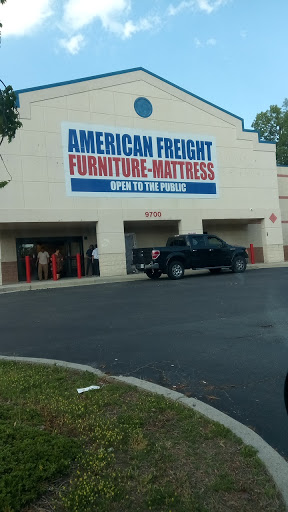 AMERICAN FREIGHT
FURNITURE-MATTRESS
OPEN TO THE PUBLIC
9700